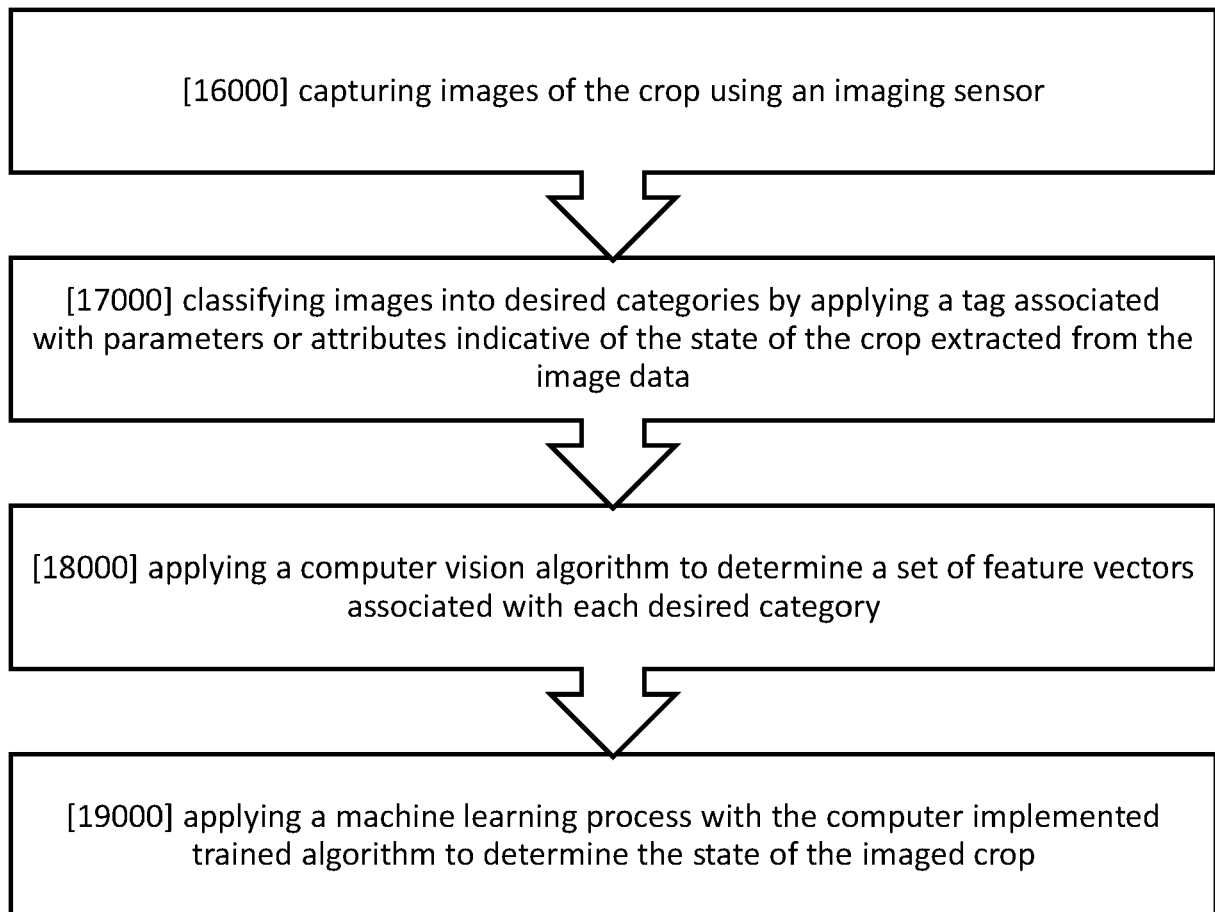 [16000] capturing images of the crop using an imaging sensor
[17000] classifying images into desired categories by applying a tag associated
with parameters or attributes indicative of the state of the crop extracted from the
image data
[18000] applying a computer vision algorithm to determine a set of feature vectors
associated with each desired category
[19000] applying a machine learning process with the computer implemented
trained algorithm to determine the state of the imaged crop